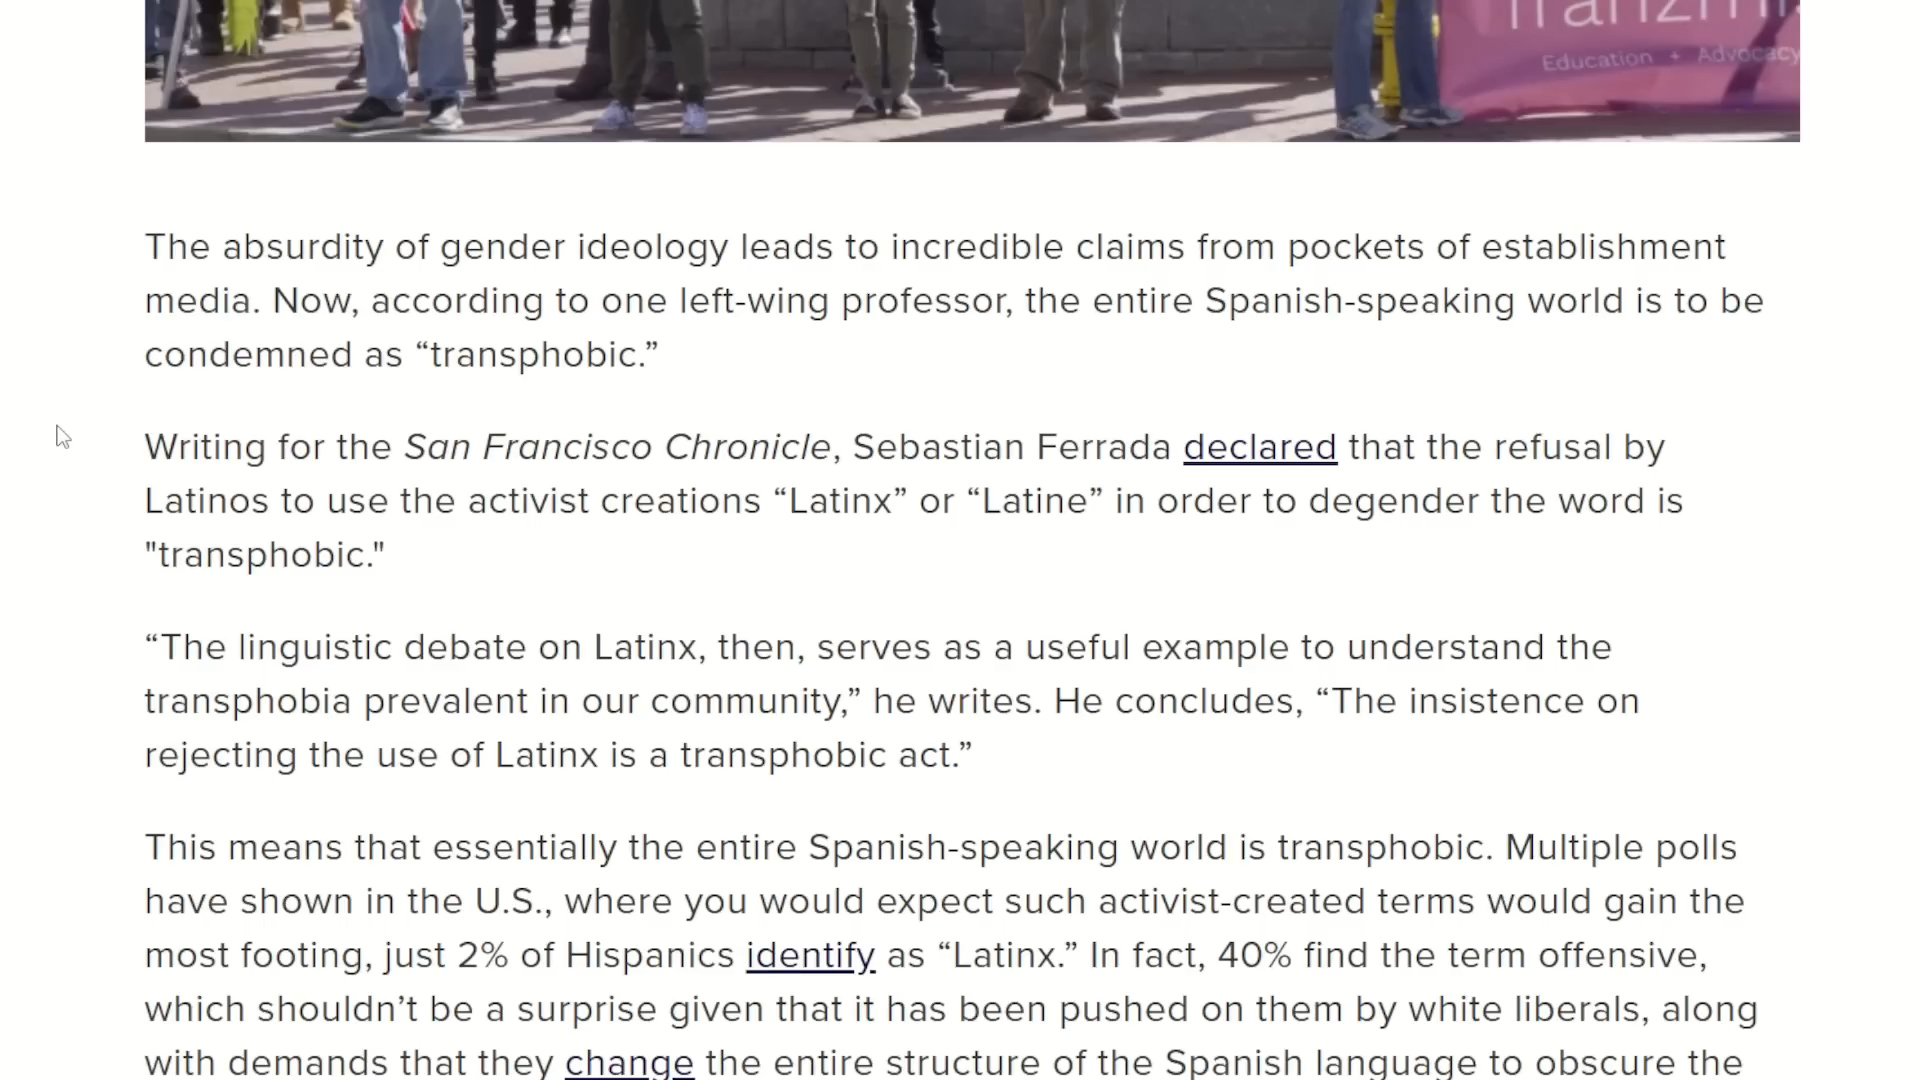 Education + Advocacy
The absurdity of gender ideology leads to incredible claims from pockets of establishment
media. Now, according to one left-wing professor, the entire Spanish-speaking world is to be
condemned as “transphobic.”
Writing for the San Francisco Chronicle, Sebastian Ferrada declared that the refusal by
Latinos to use the activist creations “Latinx” or “Latine” in order to degender the word is
"transphobic."
“The linguistic debate on Latinx, then, serves as a useful example to understand the
transphobia prevalent in our community,” he writes. He concludes, “The insistence on
rejecting the use of Latinx is a transphobic act.”
This means that essentially the entire Spanish-speaking world is transphobic. Multiple polls
have shown in the U.S., where you would expect such activist-created terms would gain the
most footing, just 2% of Hispanics identify as “Latinx.” In fact, 40% find the term offensive,
which shouldn’t be a surprise given that it has been pushed on them by white liberals, along
with demands that they change the entire structure of the Spanish language to obscure the